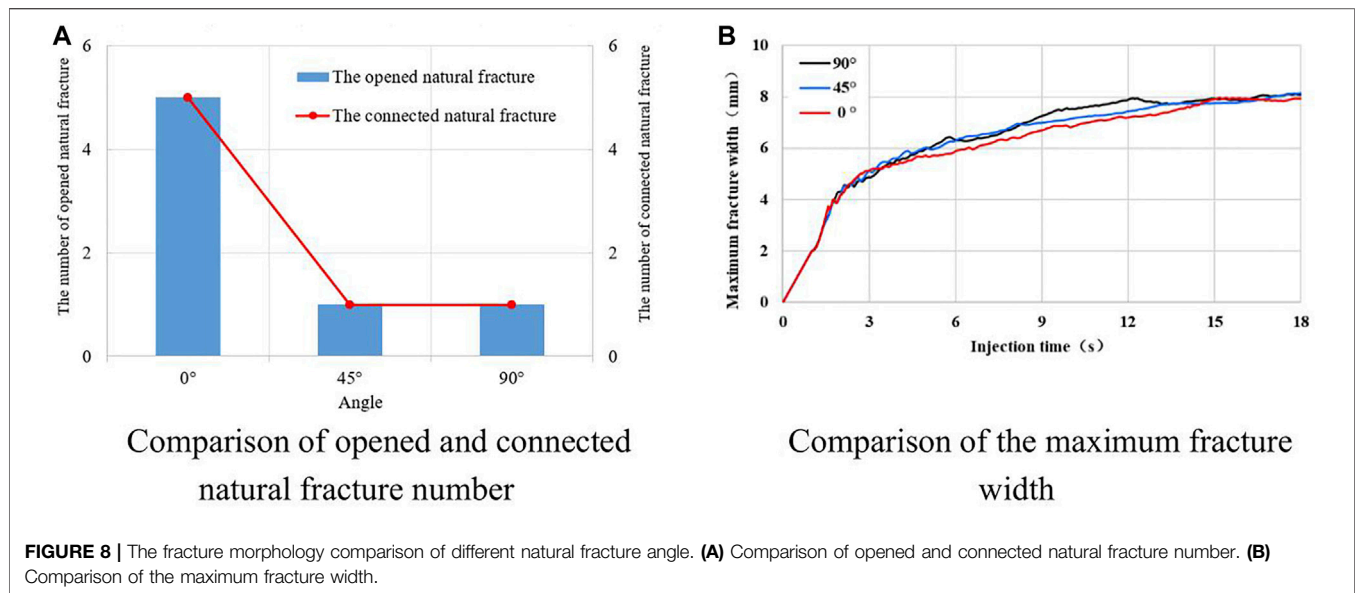 A
6
4
2
0
The number of opened natural fracture
The opened natural fracture
The connected natural fracture
6
4
2
0
The number of connected natural fracture
0°
45°
90°
Angle
Comparison of opened and connected
natural fracture number
B
10
8
6
4
2
0
Maximum fracture width（mm）
90°
45°
0°
0
3
6
9
12
15
18
Injection time（s）
Comparison of the maximum fracture
width
FIGURE 8 | The fracture morphology comparison of different natural fracture angle. (A) Comparison of opened and connected natural fracture number. (B)
Comparison of the maximum fracture width.